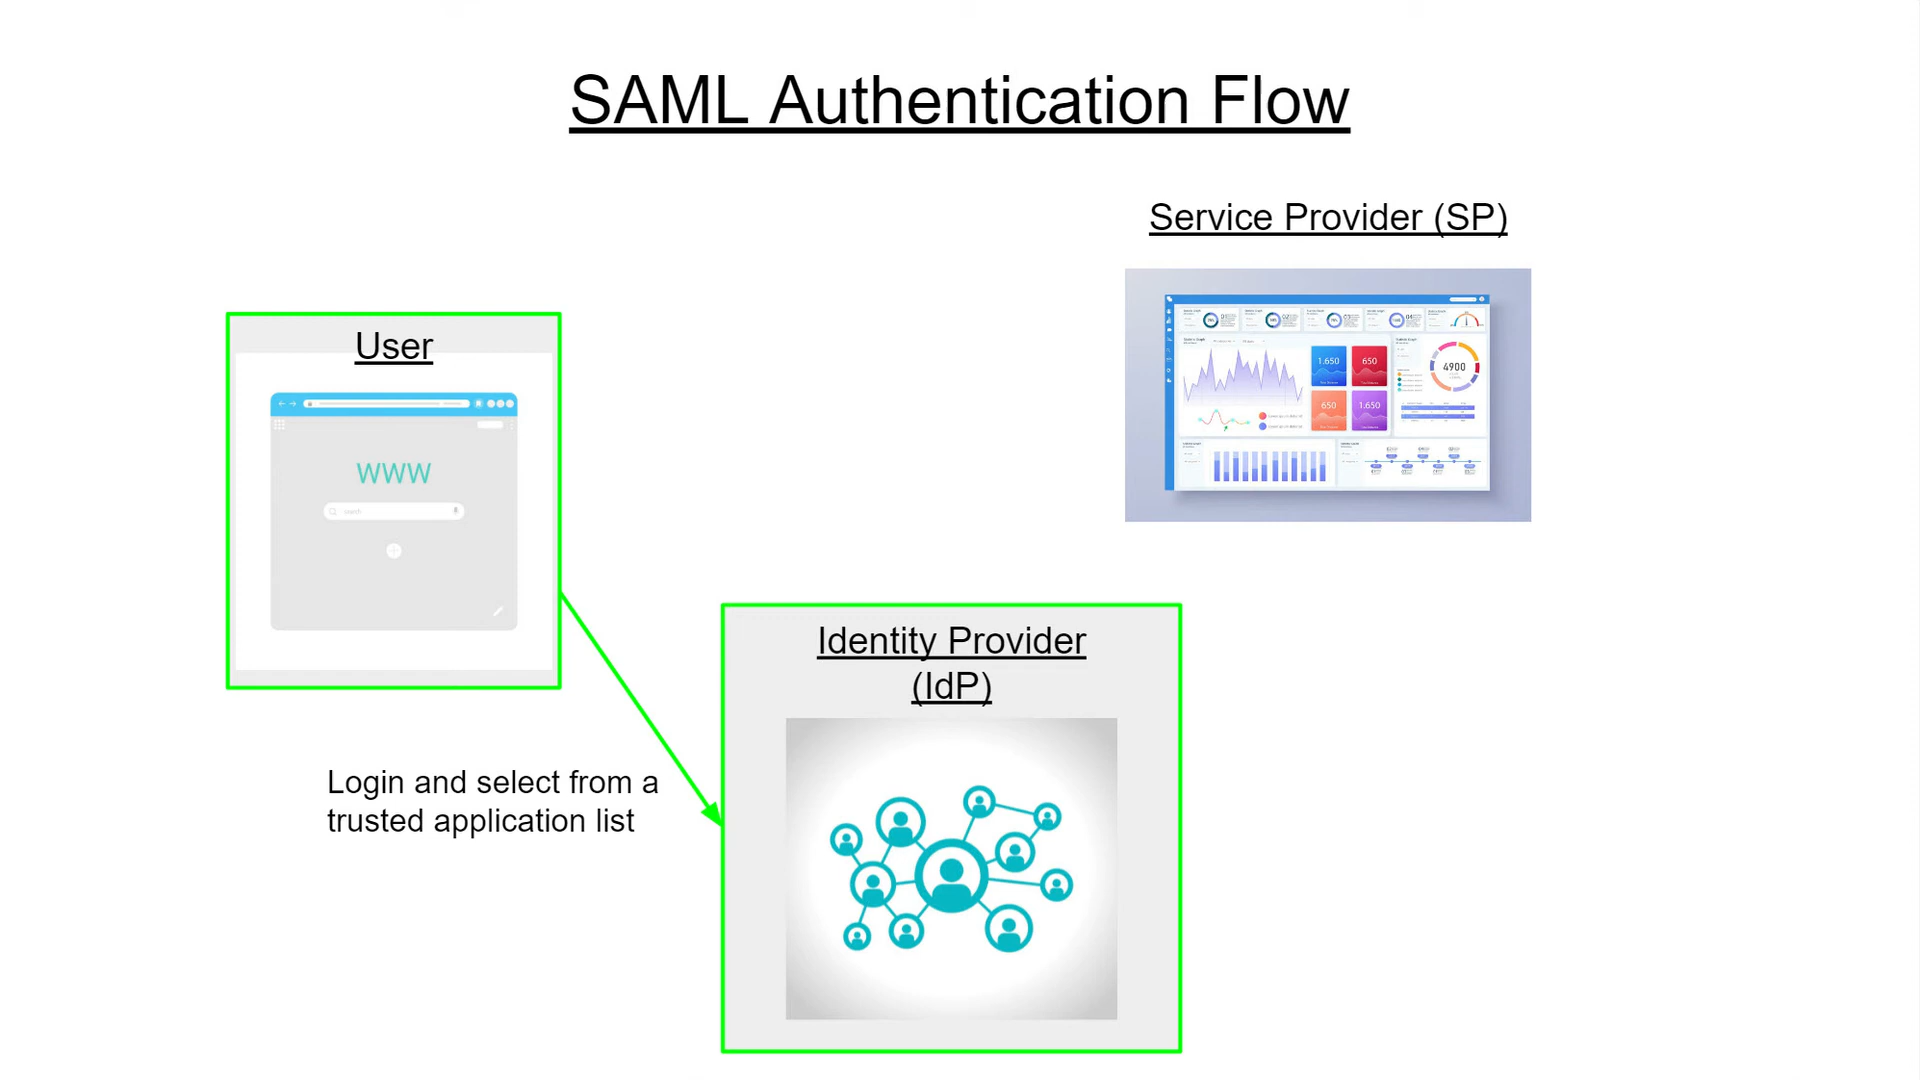 SAML Authentication Flow
Service Provider (SP)
User
WWW
search
1.650
650
4900
650
1.650
Identity Provider
(IdP)
Login and select from a
trusted application list